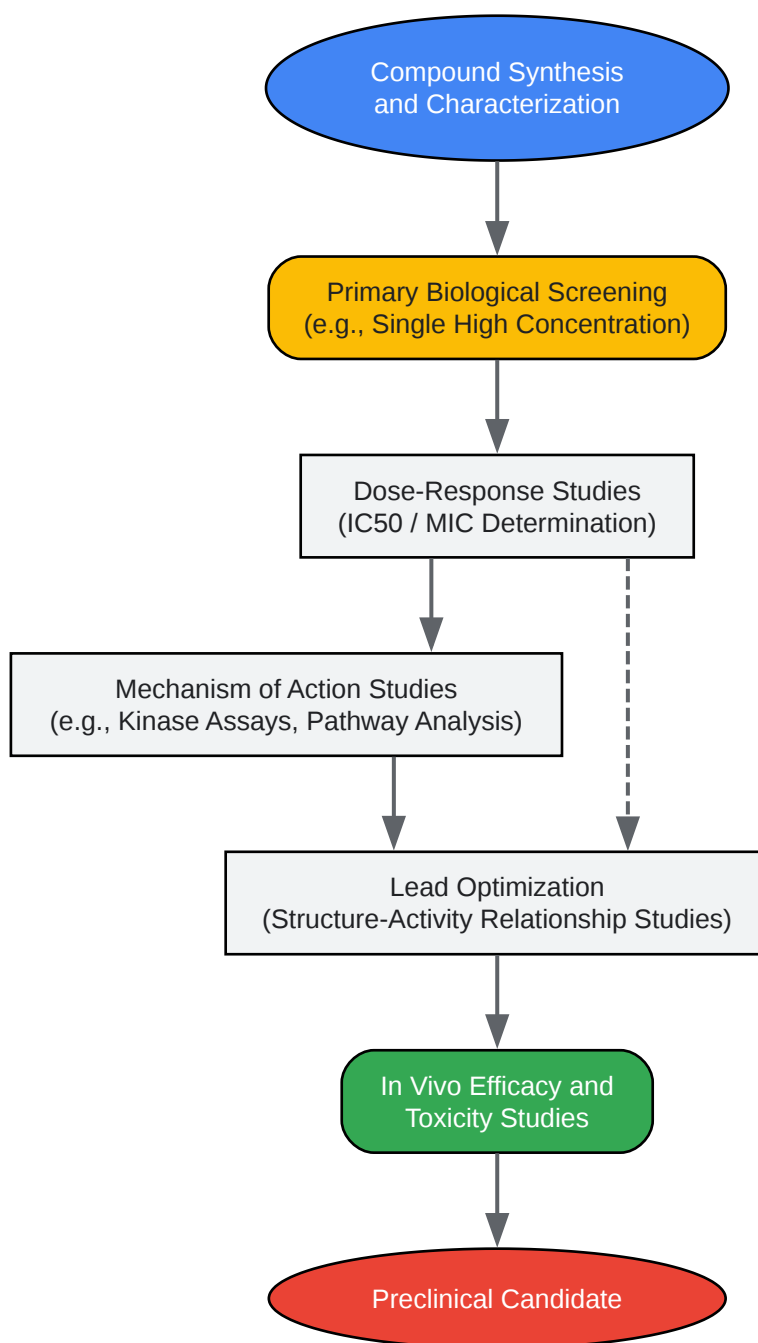 Compound Synthesis
and Characterization
Primary Biological Screening
(e.g., Single High Concentration)
Dose-Response Studies
(IC50 / MIC Determination)
Mechanism of Action Studies
(e.g., Kinase Assays, Pathway Analysis)
Lead Optimization
(Structure-Activity Relationship Studies)
In Vivo Efficacy and
Toxicity Studies
Preclinical Candidate